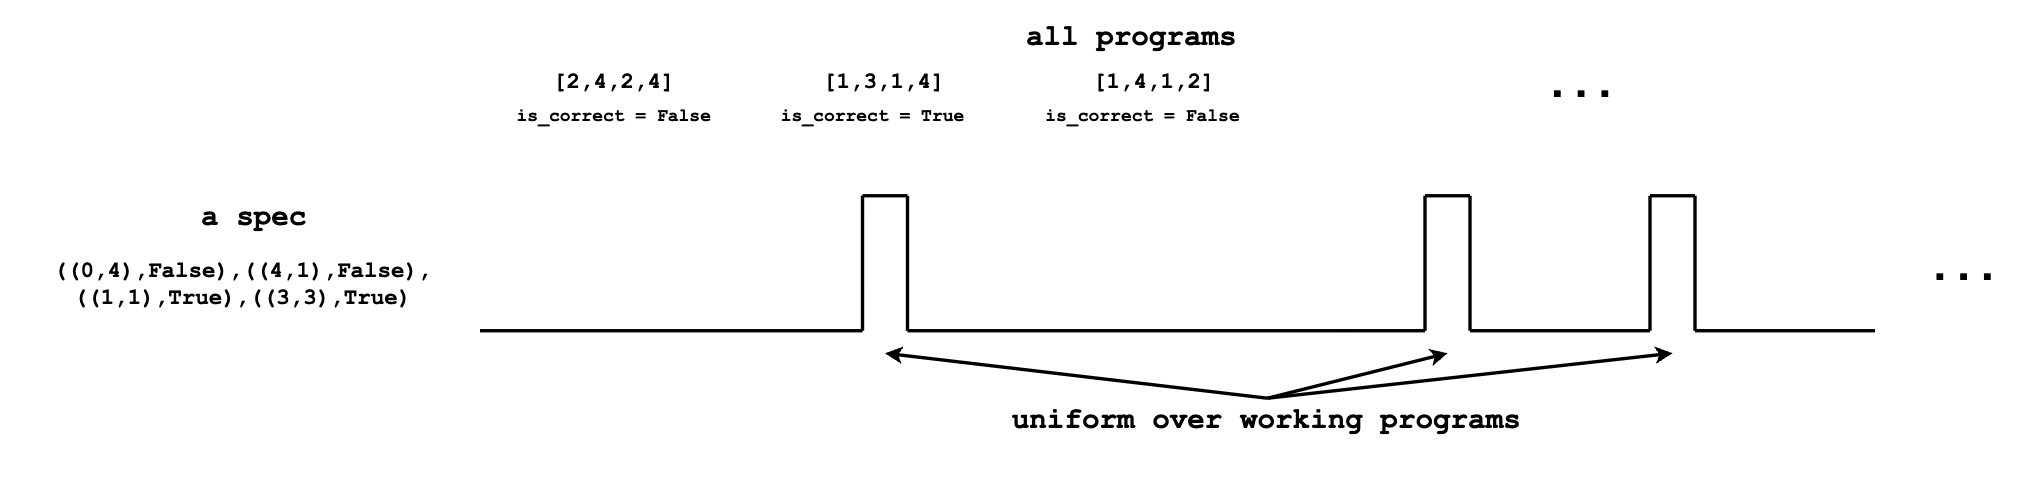 all programs
[2,4,2,4]
[1,3,1,4]
[1,4,1,2]
...
is_correct = False
is_correct = True
is_correct = False
a spec
((0,4),False),((4,1),False),
((1,1),True),((3,3),True)
...
uniform over working programs